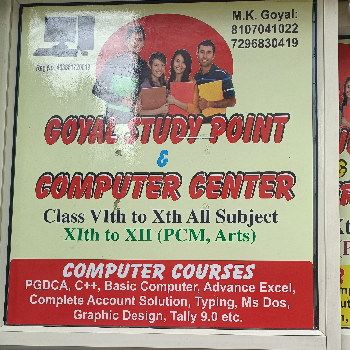 M.K. Goyal:
8107041022
7296830419
GOYAL STUDY POINT
&
COMPUTER CENTER
Class VIth to Xth All Subject
XIth to XII (PCM, Arts)
COMPUTER COURSES
PGDCA, C++, Basic Computer, Advance Excel,
Complete Account Solution, Typing, Ms Dos,
Graphic Design, Tally 9.0 etc.